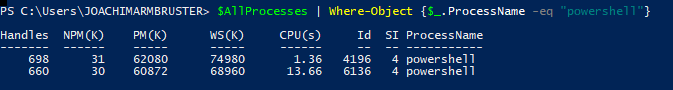 PS C:\Users\JOACHIMARMBRUSTER> $AllProcesses | Where-Object {$_.ProcessName -eq "powershell"}
Handles  NPM(K)    PM(K)      WS(K)     CPU(s)     Id  SI ProcessName
-------  ------    -----      -----     ------     --  -- -----------
    698      31    62080      74980       1.36   4196   4 powershell
    660      30    60872      68960      13.66   6136   4 powershell